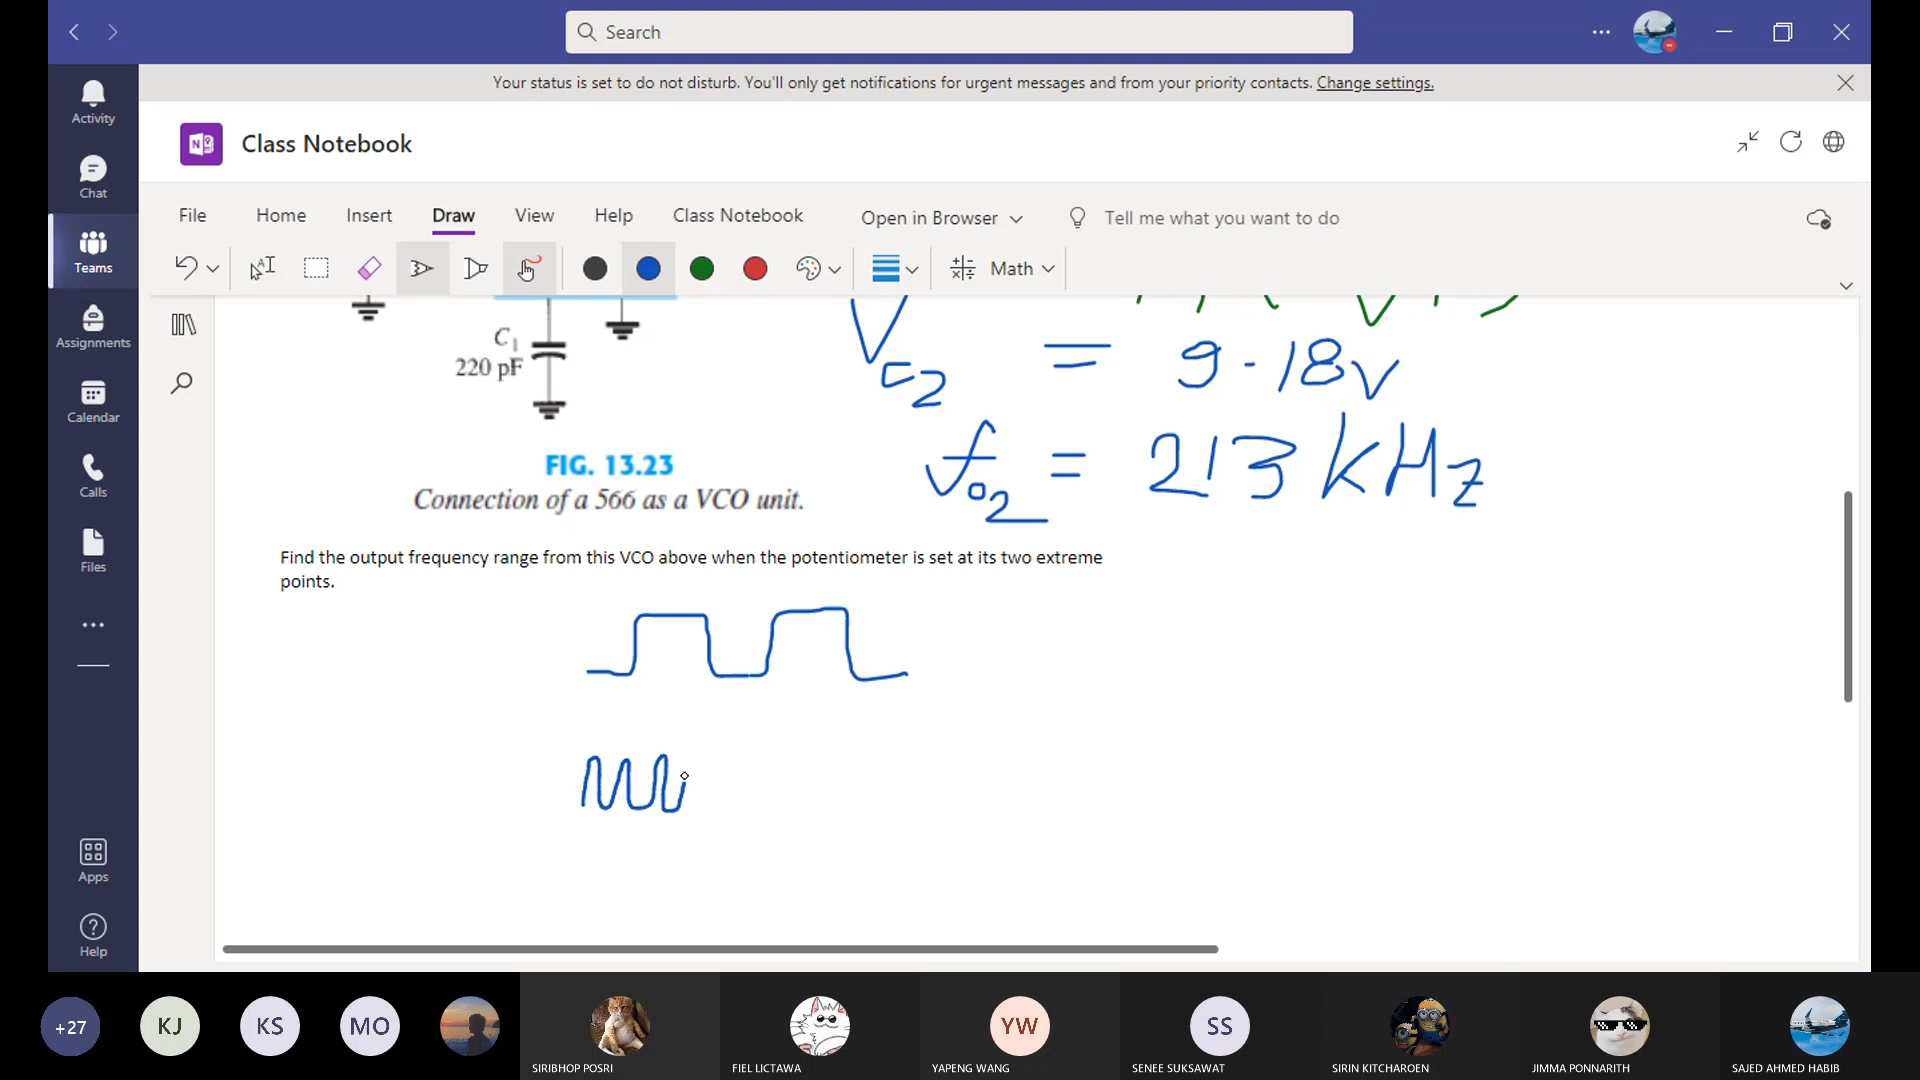 Search
Your status is set to do not disturb. You'll only get notifications for urgent messages and from your priority contacts. Change settings.
Activity
Chat
Teams
Assignments
Calendar
Calls
Files
Apps
Help
N
Class Notebook
File Home Insert Draw View Help Class Notebook Open in Browser Tell me what you want to do
Math
C1
220 pF
VC2 = 9.18V
fo2 = 213 kHz
FIG. 13.23
Connection of a 566 as a VCO unit.
Find the output frequency range from this VCO above when the potentiometer is set at its two extreme
points.
+27 KJ KS MO YW SS
SIRIBHOP POSRI FIEL LICTAWA YAPENG WANG SENEE SUKSAWAT SIRIN KITCHAROEN JIMMA PONNARITH SAJED AHMED HABIB